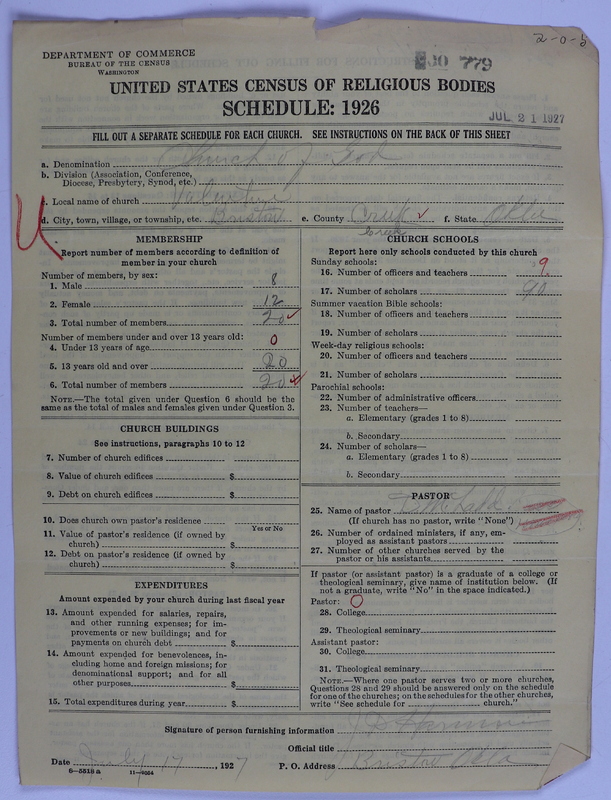 2-0-5
DEPARTMENT OF COMMERCE
BUREAU OF THE CENSUS
WASHINGTON
779
UNITED STATES CENSUS OF RELIGIOUS BODIES
SCHEDULE: 1926
JUL 21 1927
FILL OUT A SEPARATE SCHEDULE FOR EACH CHURCH. SEE INSTRUCTIONS ON THE BACK OF THIS SHEET
a. Denomination Church of God
b. Division (Association, Conference,
Diocese, Presbytery, Synod, etc.)
c. Local name of church
d. City, town, village, or township, etc. Bristow e. County Creek ✓ f. State Okla
Creek
MEMBERSHIP
Report number of members according to definition of
member in your church
Number of members, by sex:
1. Male 8
2. Female 12
3. Total number of members 20 ✓
Number of members under and over 13 years old:
4. Under 13 years of age 0
5. 13 years old and over 20
6. Total number of members 20 ✓
NOTE.—The total given under Question 6 should be the
same as the total of males and females given under Question 3.
CHURCH BUILDINGS
See instructions, paragraphs 10 to 12
7. Number of church edifices
8. Value of church edifices $
9. Debt on church edifices $
10. Does church own pastor's residence
Yes or No
11. Value of pastor's residence (if owned by
church) $
12. Debt on pastor's residence (if owned by
church) $
EXPENDITURES
Amount expended by your church during last fiscal year
13. Amount expended for salaries, repairs,
and other running expenses; for im-
provements or new buildings; and for
payments on church debt $
14. Amount expended for benevolences, in-
cluding home and foreign missions; for
denominational support; and for all
other purposes $
15. Total expenditures during year $
CHURCH SCHOOLS
Report here only schools conducted by this church
Sunday schools:
16. Number of officers and teachers 9
17. Number of scholars 90
Summer vacation Bible schools:
18. Number of officers and teachers
19. Number of scholars
Week-day religious schools:
20. Number of officers and teachers
21. Number of scholars
Parochial schools:
22. Number of administrative officers
23. Number of teachers—
a. Elementary (grades 1 to 8)
b. Secondary
24. Number of scholars—
a. Elementary (grades 1 to 8)
b. Secondary
PASTOR
25. Name of pastor
(If church has no pastor, write "None")
26. Number of ordained ministers, if any, em-
ployed as assistant pastors
27. Number of other churches served by the
pastor or his assistants
If pastor (or assistant pastor) is a graduate of a college or
theological seminary, give name of institution below. (If
not a graduate, write "No" in the space indicated.)
Pastor: O
28. College
29. Theological seminary
Assistant pastor:
30. College
31. Theological seminary
NOTE.—Where one pastor serves two or more churches,
Questions 28 and 29 should be answered only on the schedule
for one of the churches; on the schedules for the other churches,
write "See schedule for church."
Signature of person furnishing information
Official title
Date July 17, 1927 P. O. Address Bristow Okla
6—5518 a 11—9054